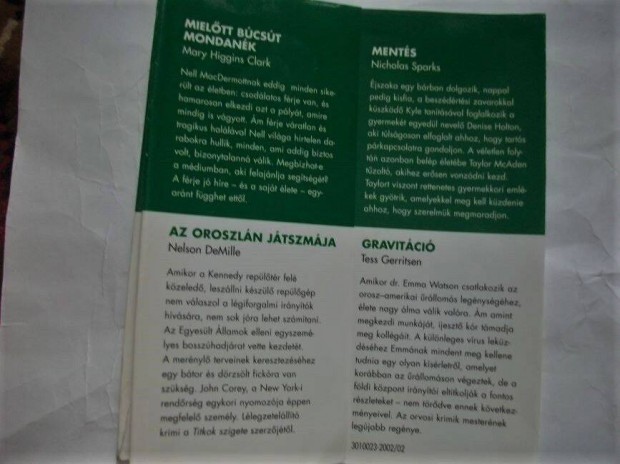 MIELŐTT BÚCSÚT
MONDANÉK
Mary Higgins Clark
Nell MacDermottnak eddig minden sike-
rült az életben: csodálatos férje van, és
hamarosan elkezdi azt a pályát, amire
mindig is vágyott. Ám férje váratlan és
tragikus halálával Nell világa hirtelen da-
rabokra hullik, minden, ami addig biztos
volt, bizonytalanná válik. Megbízhat-e
a médiumban, aki felajánlja segítségét?
A férje jó híre – és a saját élete – egy-
aránt függhet ettől.
MENTÉS
Nicholas Sparks
Éjszaka egy bárban dolgozik, nappal
pedig kisfia, a beszédértési zavarokkal
küszködő Kyle tanításával foglalkozik a
gyermekét egyedül nevelő Denise Holton,
aki túlságosan elfoglalt ahhoz, hogy tartós
párkapcsolatra gondoljon. A véletlen foly-
tán azonban belép életébe Taylor McAden
tűzoltó, akihez erősen vonzódni kezd.
Taylort viszont rettenetes gyermekkori emlé-
kek gyötrik, amelyekkel meg kell küzdenie
ahhoz, hogy szerelmük megmaradjon.
AZ OROSZLÁN JÁTSZMÁJA
Nelson DeMille
Amikor a Kennedy repülőtér felé
közeledő, leszállni készülő repülőgép
nem válaszol a légiforgalmi irányítók
hívására, nem sok jóra lehet számítani.
Az Egyesült Államok elleni egyszemé-
lyes bosszúhadjárat vette kezdetét.
A merénylő terveinek keresztezéséhez
egy bátor és dörzsölt fickóra van
szükség. John Corey, a New York-i
rendőrség egykori nyomozója éppen
megfelelő személy. Lélegzetelállító
krimi a Titkok szigete szerzőjétől.
GRAVITÁCIÓ
Tess Gerritsen
Amikor dr. Emma Watson csatlakozik az
orosz-amerikai űrállomás legénységéhez,
élete nagy álma válik valóra. Ám amint
megkezdi munkáját, ijesztő kór támadja
meg kollégáit. A különleges vírus lekü-
zdéséhez Emmának mindent meg kellene
tudnia egy olyan kísérletről, amelyet
korábban az űrállomáson végeztek, de a
földi központ irányítói eltitkolják a fontos
részleteket – nem törődve ennek következ-
ményeivel. Az orvosi krimik mesterének
legújabb regénye.
3010023 2002/02